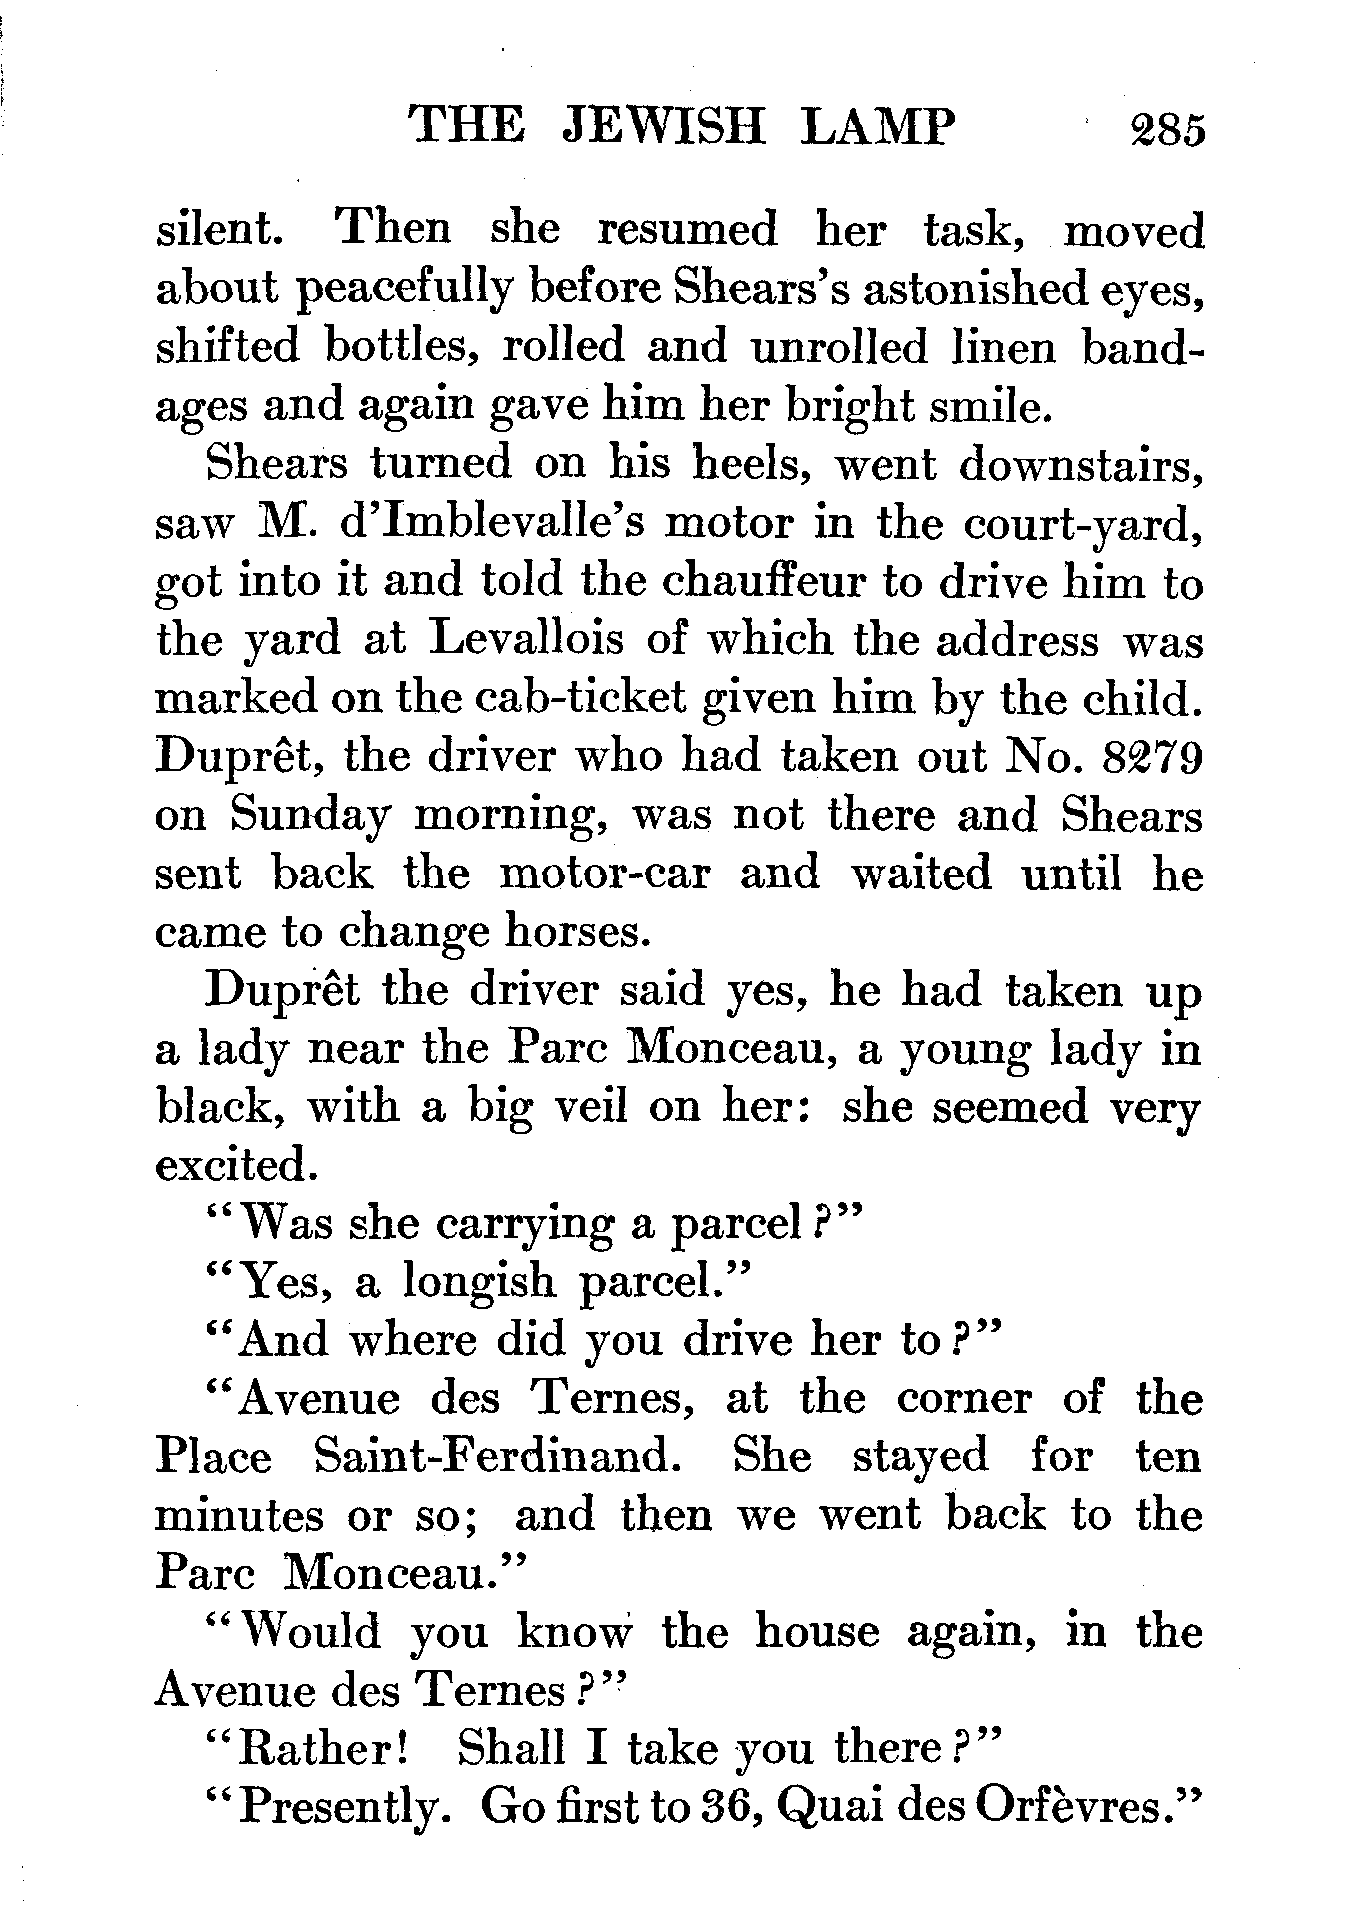 THE JEWISH LAMP 285
silent. Then she resumed her task, moved
about peacefully before Shears's astonished eyes,
shifted bottles, rolled and unrolled linen band-
ages and again gave him her bright smile.
Shears turned on his heels, went downstairs,
saw M. d'Imblevalle's motor in the court-yard,
got into it and told the chauffeur to drive him to
the yard at Levallois of which the address was
marked on the cab-ticket given him by the child.
Duprêt, the driver who had taken out No. 8279
on Sunday morning, was not there and Shears
sent back the motor-car and waited until he
came to change horses.
Duprêt the driver said yes, he had taken up
a lady near the Parc Monceau, a young lady in
black, with a big veil on her: she seemed very
excited.
"Was she carrying a parcel?"
"Yes, a longish parcel."
"And where did you drive her to?"
"Avenue des Ternes, at the corner of the
Place Saint-Ferdinand. She stayed for ten
minutes or so; and then we went back to the
Parc Monceau."
"Would you know the house again, in the
Avenue des Ternes?"
"Rather! Shall I take you there?"
"Presently. Go first to 36, Quai des Orfèvres."